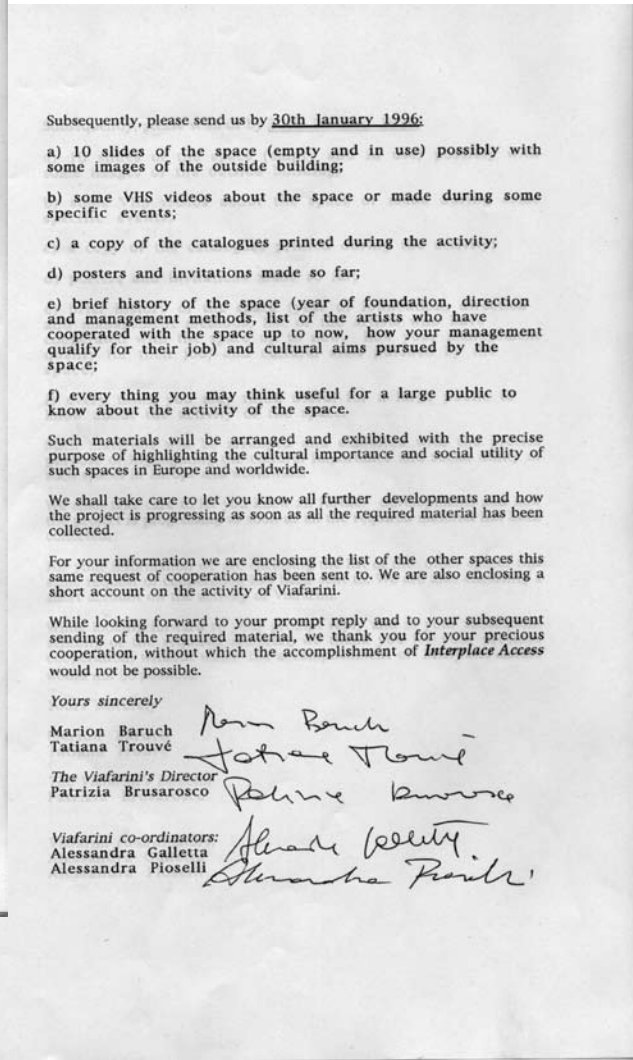 Subsequently, please send us by 30th January 1996:
a) 10 slides of the space (empty and in use) possibly with
some images of the outside building;
b) some VHS videos about the space or made during some
specific events;
c) a copy of the catalogues printed during the activity;
d) posters and invitations made so far;
e) brief history of the space (year of foundation, direction
and management methods, list of the artists who have
cooperated with the space up to now, how your management
qualify for their job) and cultural aims pursued by the
space;
f) every thing you may think useful for a large public to
know about the activity of the space.
Such materials will be arranged and exhibited with the precise
purpose of highlighting the cultural importance and social utility of
such spaces in Europe and worldwide.
We shall take care to let you know all further developments and how
the project is progressing as soon as all the required material has been
collected.
For your information we are enclosing the list of the other spaces this
same request of cooperation has been sent to. We are also enclosing a
short account on the activity of Viafarini.
While looking forward to your prompt reply and to your subsequent
sending of the required material, we thank you for your precious
cooperation, without which the accomplishment of Interplace Access
would not be possible.
Yours sincerely
Marion Baruch
Tatiana Trouvé
The Viafarini's Director
Patrizia Brusarosco
Viafarini co-ordinators:
Alessandra Galletta
Alessandra Pioselli